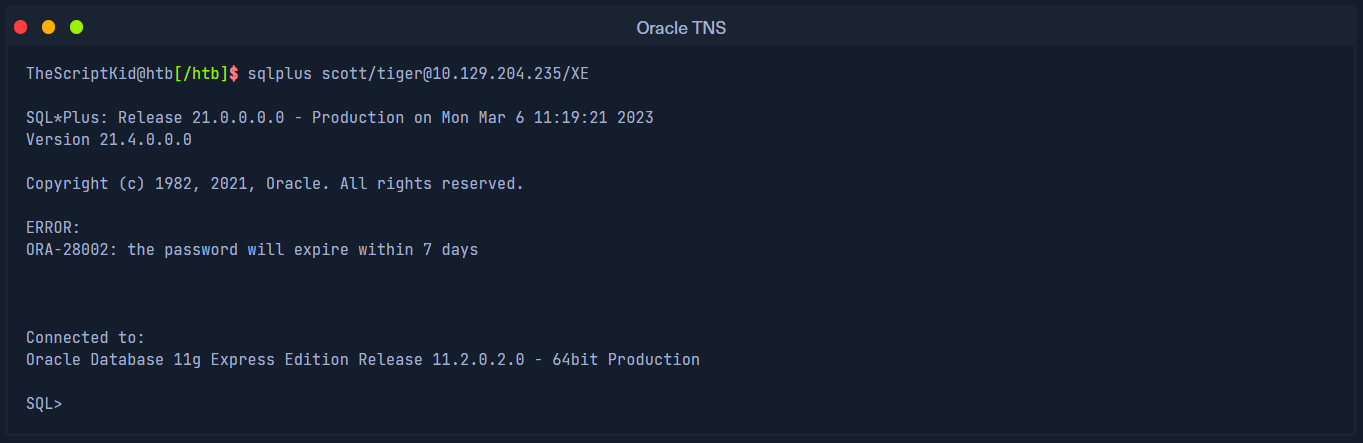 Oracle TNS
TheScriptKid@htb[/htb]$ sqlplus scott/tiger@10.129.204.235/XE
SQL*Plus: Release 21.0.0.0.0 - Production on Mon Mar 6 11:19:21 2023
Version 21.4.0.0.0
Copyright (c) 1982, 2021, Oracle. All rights reserved.
ERROR:
ORA-28002: the password will expire within 7 days
Connected to:
Oracle Database 11g Express Edition Release 11.2.0.2.0 - 64bit Production
SQL>